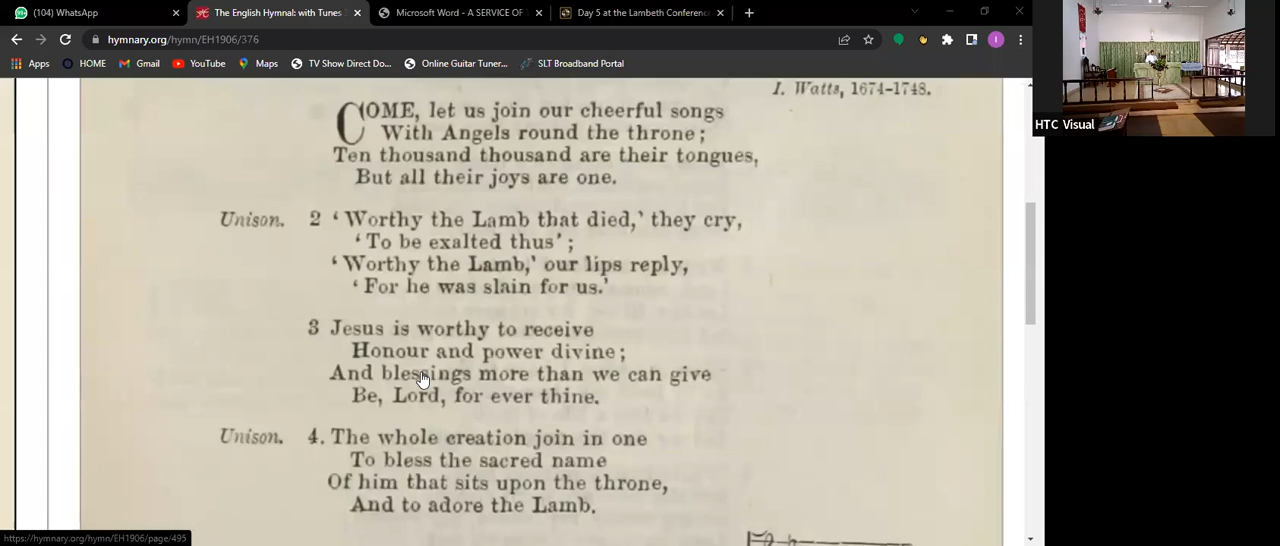 (104) WhatsApp
The English Hymnal: with Tunes
Microsoft Word - A SERVICE OF
Day 5 at the Lambeth Conferenc
hymnary.org/hymn/EH1906/376
Apps
HOME
Gmail
YouTube
Maps
TV Show Direct Do...
Online Guitar Tuner...
SLT Broadband Portal
I. Watts, 1674-1748.
COME, let us join our cheerful songs
With Angels round the throne;
Ten thousand thousand are their tongues,
But all their joys are one.
Unison. 2 'Worthy the Lamb that died,' they cry,
'To be exalted thus';
'Worthy the Lamb,' our lips reply,
'For he was slain for us.'
3 Jesus is worthy to receive
Honour and power divine;
And blessings more than we can give
Be, Lord, for ever thine.
Unison. 4. The whole creation join in one
To bless the sacred name
Of him that sits upon the throne,
And to adore the Lamb.
https://hymnary.org/hymn/EH1906/page/495
HTC Visual
I